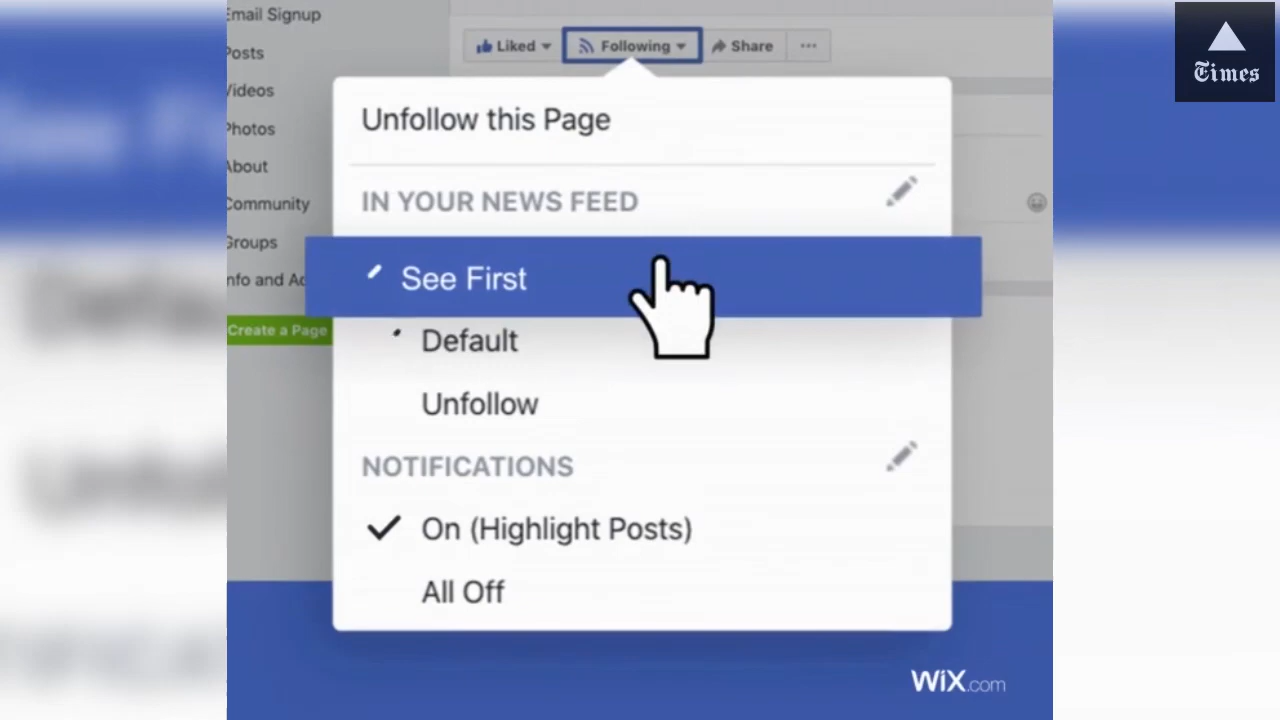 Email Signup
Posts
Videos
Photos
About
Community
Groups
Create a Page
Liked
Following
Share
Unfollow this Page
IN YOUR NEWS FEED
See First
Default
Unfollow
NOTIFICATIONS
On (Highlight Posts)
All Off
WiX.com
Times